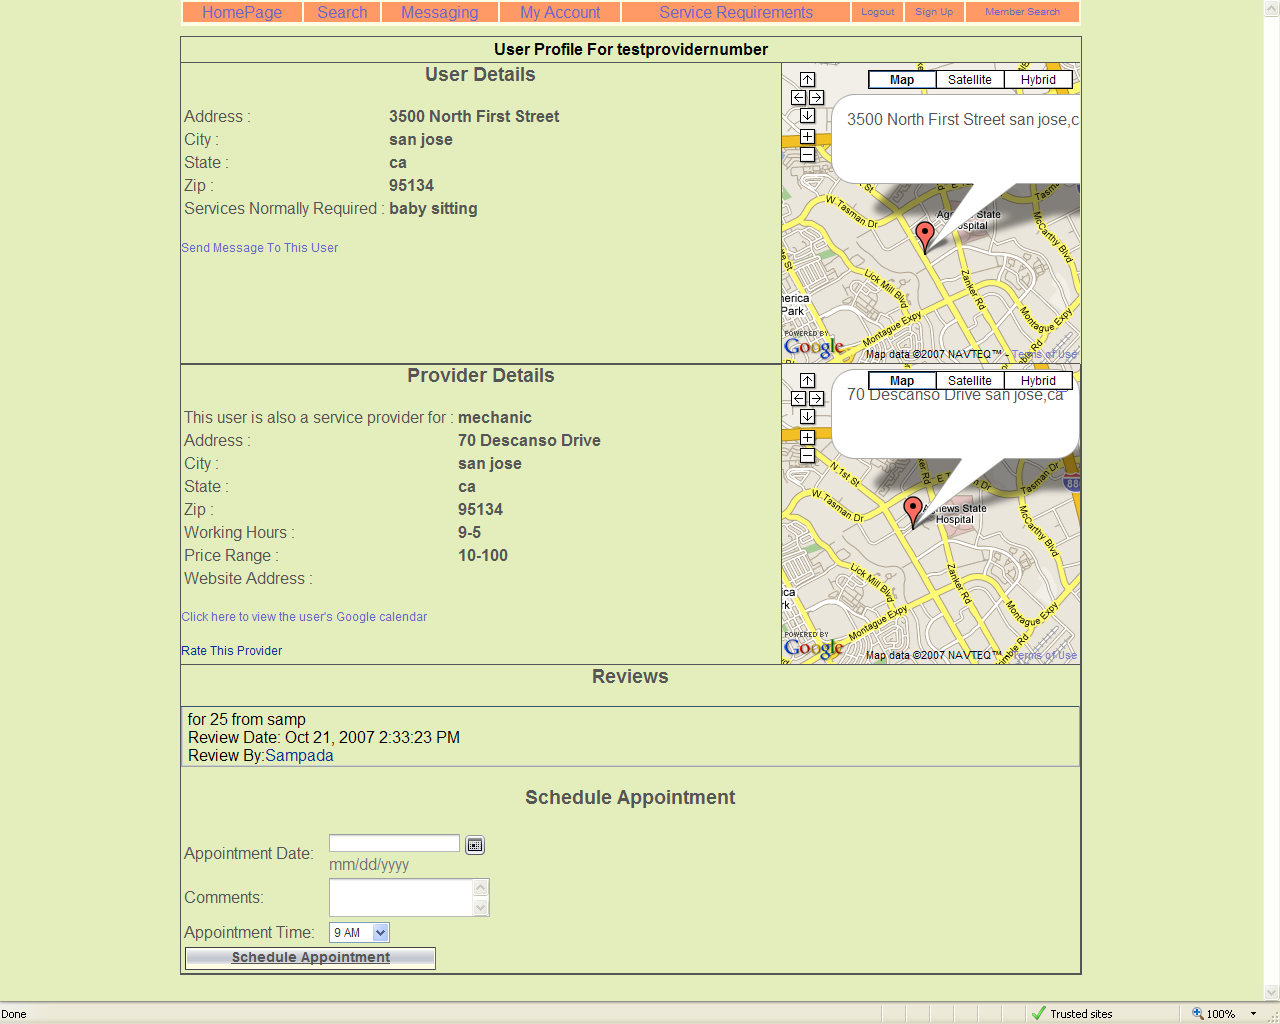 HomePage Search Messaging My Account Service Requirements Logout Sign Up Member Search
User Profile For testprovidernumber
User Details
Address : 3500 North First Street
City : san jose
State : ca
Zip : 95134
Services Normally Required : baby sitting
Send Message To This User
Map Satellite Hybrid
3500 North First Street san jose,c
W Tasman Dr
State
Hospital
Tasman
McCarthy Blvd
Lick Mill Blvd
Zanker Rd
Montague Expy
Montague Expy
Park
POWERED BY
Google
Map data ©2007 NAVTEQ™ - Terms of Use
Provider Details
This user is also a service provider for : mechanic
Address : 70 Descanso Drive
City : san jose
State : ca
Zip : 95134
Working Hours : 9-5
Price Range : 10-100
Website Address :
Click here to view the user's Google calendar
Rate This Provider
Map Satellite Hybrid
70 Descanso Drive san jose,ca
N 1st St
W Tasman Dr
Tasman Dr
880
State
Hospital
McCarthy Blvd
Lick Mill Blvd
Zanker Rd
Montague Expy
POWERED BY
Google
Map data ©2007 NAVTEQ™ Terms of Use
Reviews
for 25 from samp
Review Date: Oct 21, 2007 2:33:23 PM
Review By:Sampada
Schedule Appointment
Appointment Date:
mm/dd/yyyy
Comments:
Appointment Time: 9 AM
Schedule Appointment
Done Trusted sites 100%